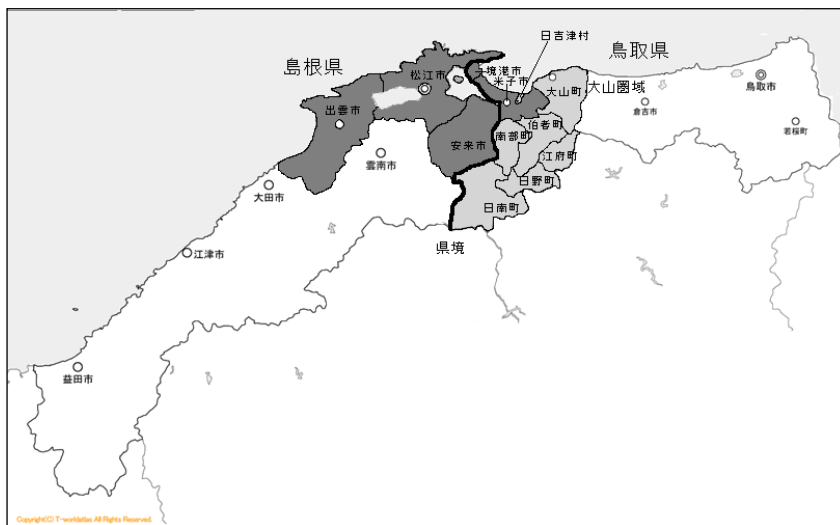 日吉津村
島根県
鳥取県
松江市
境港市
米子市
大山町
大山圏域
鳥取市
出雲市
倉吉市
伯耆町
南部町
若桜町
安来市
江府町
雲南市
日野町
大田市
日南町
県境
江津市
益田市
Copyright(C) T-worldatlas All Rights Reserved.